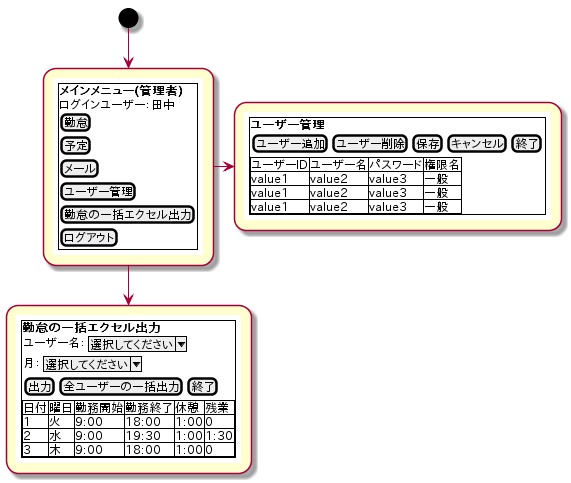 メインメニュー(管理者)
ログインユーザー: 田中
勤怠
予定
メール
ユーザー管理
勤怠の一括エクセル出力
ログアウト
ユーザー管理
ユーザー追加 ユーザー削除 保存 キャンセル 終了
ユーザーID ユーザー名 パスワード 権限名
value1 value2 value3 一般
value1 value2 value3 一般
value1 value2 value3 一般
勤怠の一括エクセル出力
ユーザー名: 選択してください
月: 選択してください
出力 全ユーザーの一括出力 終了
日付 曜日 勤務開始 勤務終了 休憩 残業
1 火 9:00 18:00 1:00 0
2 水 9:00 19:30 1:00 1:30
3 木 9:00 18:00 1:00 0